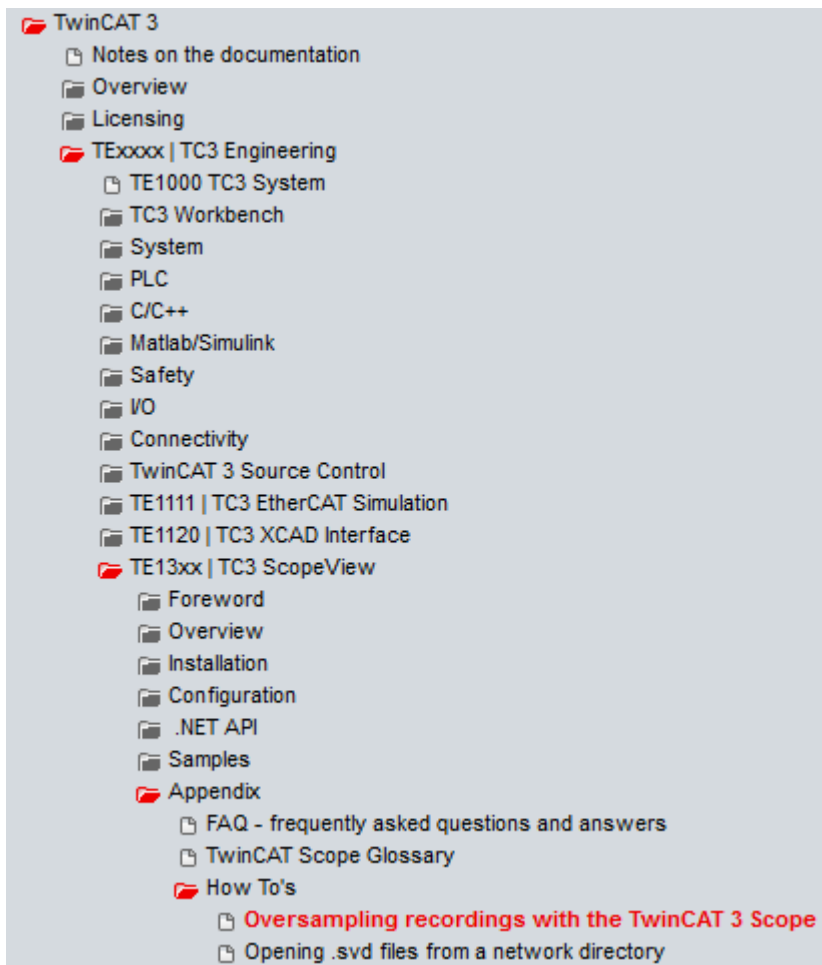 TwinCAT 3
Notes on the documentation
Overview
Licensing
TExxxx | TC3 Engineering
TE1000 TC3 System
TC3 Workbench
System
PLC
C/C++
Matlab/Simulink
Safety
I/O
Connectivity
TwinCAT 3 Source Control
TE1111 | TC3 EtherCAT Simulation
TE1120 | TC3 XCAD Interface
TE13xx | TC3 ScopeView
Foreword
Overview
Installation
Configuration
.NET API
Samples
Appendix
FAQ - frequently asked questions and answers
TwinCAT Scope Glossary
How To's
Oversampling recordings with the TwinCAT 3 Scope
Opening .svd files from a network directory